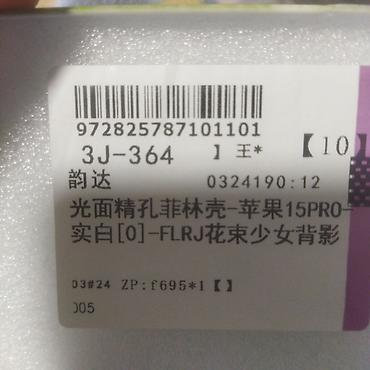 972825787101101
3J-364 】 王* 【10】
韵达 0324190:12
光面精孔菲林壳-苹果15PRO-
实白[0]-FLRJ花束少女背影
03#24 ZP:f695*1【】
005